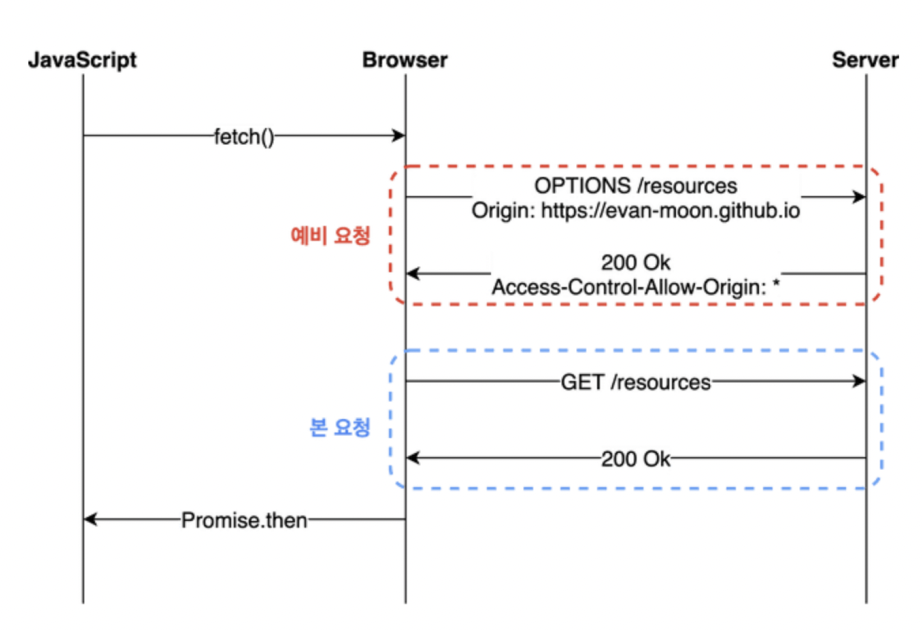 JavaScript
Browser
Server
fetch()
OPTIONS /resources
Origin: https://evan-moon.github.io
예비 요청
200 Ok
Access-Control-Allow-Origin: *
GET /resources
본 요청
200 Ok
Promise.then